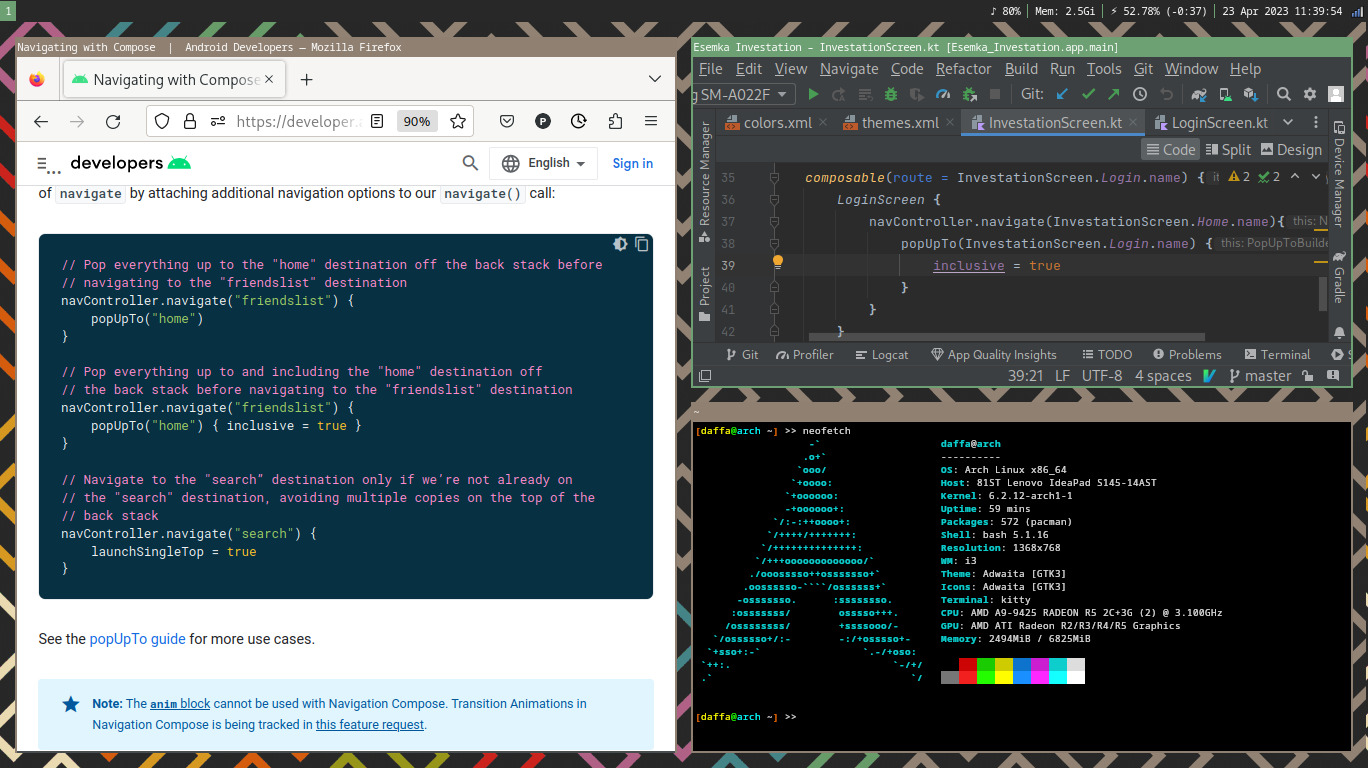 1
♪ 80% | Mem: 2.5Gi | ⚡ 52.78% (-0:37) | 23 Apr 2023 11:39:54
Navigating with Compose | Android Developers — Mozilla Firefox
Navigating with Compose
https://developer.a
90%
developers
English
Sign in
of navigate by attaching additional navigation options to our navigate() call:
// Pop everything up to the "home" destination off the back stack before
// navigating to the "friendslist" destination
navController.navigate("friendslist") {
    popUpTo("home")
}
// Pop everything up to and including the "home" destination off
// the back stack before navigating to the "friendslist" destination
navController.navigate("friendslist") {
    popUpTo("home") { inclusive = true }
}
// Navigate to the "search" destination only if we're not already on
// the "search" destination, avoiding multiple copies on the top of the
// back stack
navController.navigate("search") {
    launchSingleTop = true
}
See the popUpTo guide for more use cases.
Note: The anim block cannot be used with Navigation Compose. Transition Animations in
Navigation Compose is being tracked in this feature request.
Esemka Investation – InvestationScreen.kt [Esemka_Investation.app.main]
File Edit View Navigate Code Refactor Build Run Tools Git Window Help
g SM-A022F Git:
colors.xml themes.xml InvestationScreen.kt LoginScreen.kt
Code Split Design
Resource Manager
Project
Device Manager
Gradle
35 composable(route = InvestationScreen.Login.name) { it 2 2
36 LoginScreen {
37 navController.navigate(InvestationScreen.Home.name){ this: N
38 popUpTo(InvestationScreen.Login.name) { this: PopUpToBuilde
39 inclusive = true
40 }
41 }
42 }
Git Profiler Logcat App Quality Insights TODO Problems Terminal S
39:21 LF UTF-8 4 spaces master
~
[daffa@arch ~] >> neofetch
daffa@arch
----------
OS: Arch Linux x86_64
Host: 81ST Lenovo IdeaPad S145-14AST
Kernel: 6.2.12-arch1-1
Uptime: 59 mins
Packages: 572 (pacman)
Shell: bash 5.1.16
Resolution: 1368x768
WM: i3
Theme: Adwaita [GTK3]
Icons: Adwaita [GTK3]
Terminal: kitty
CPU: AMD A9-9425 RADEON R5 2C+3G (2) @ 3.100GHz
GPU: AMD ATI Radeon R2/R3/R4/R5 Graphics
Memory: 2494MiB / 6825MiB
[daffa@arch ~] >>